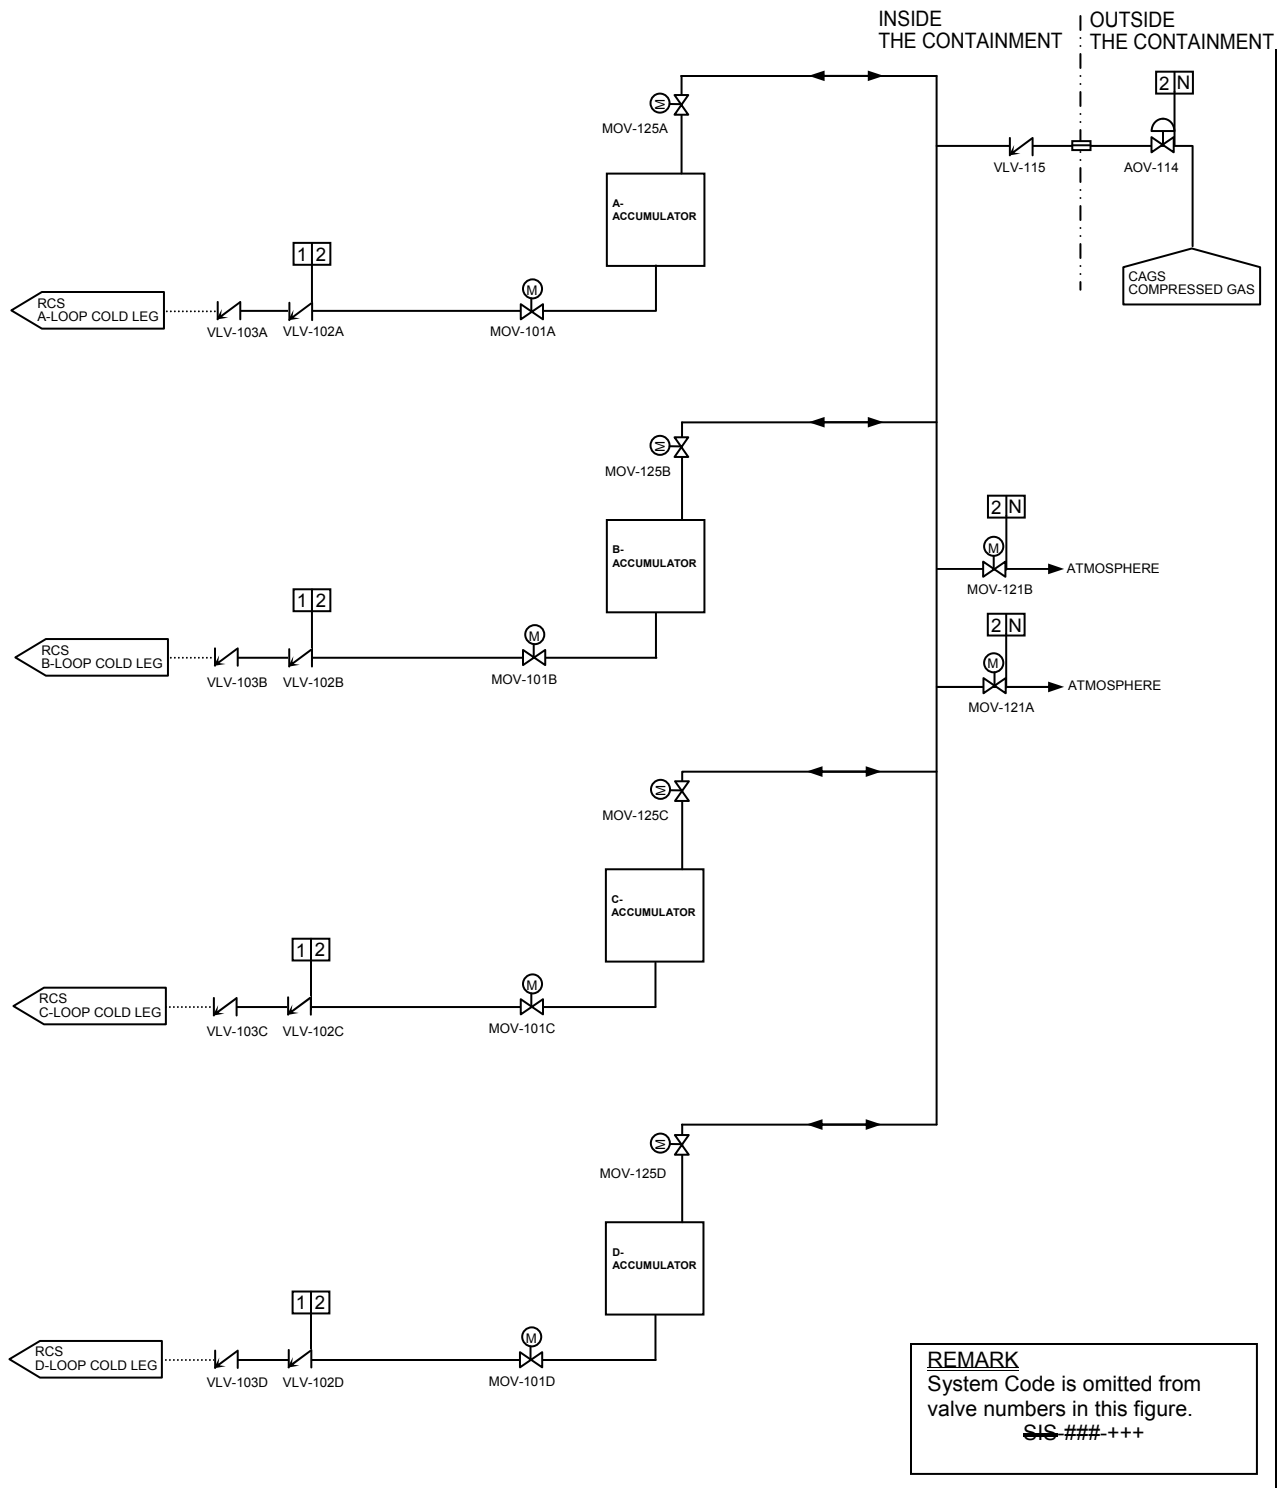 INSIDE
THE CONTAINMENT
OUTSIDE
THE CONTAINMENT
2 N
M
MOV-125A
VLV-115
AOV-114
A-
ACCUMULATOR
CAGS
COMPRESSED GAS
1 2
M
RCS
A-LOOP COLD LEG
VLV-103A
VLV-102A
MOV-101A
M
MOV-125B
2 N
B-
ACCUMULATOR
M
ATMOSPHERE
MOV-121B
1 2
M
RCS
B-LOOP COLD LEG
VLV-103B
VLV-102B
MOV-101B
2 N
M
ATMOSPHERE
MOV-121A
M
MOV-125C
C-
ACCUMULATOR
1 2
M
RCS
C-LOOP COLD LEG
VLV-103C
VLV-102C
MOV-101C
M
MOV-125D
D-
ACCUMULATOR
1 2
M
RCS
D-LOOP COLD LEG
VLV-103D
VLV-102D
MOV-101D
REMARK
System Code is omitted from
valve numbers in this figure.
SIS-###-+++